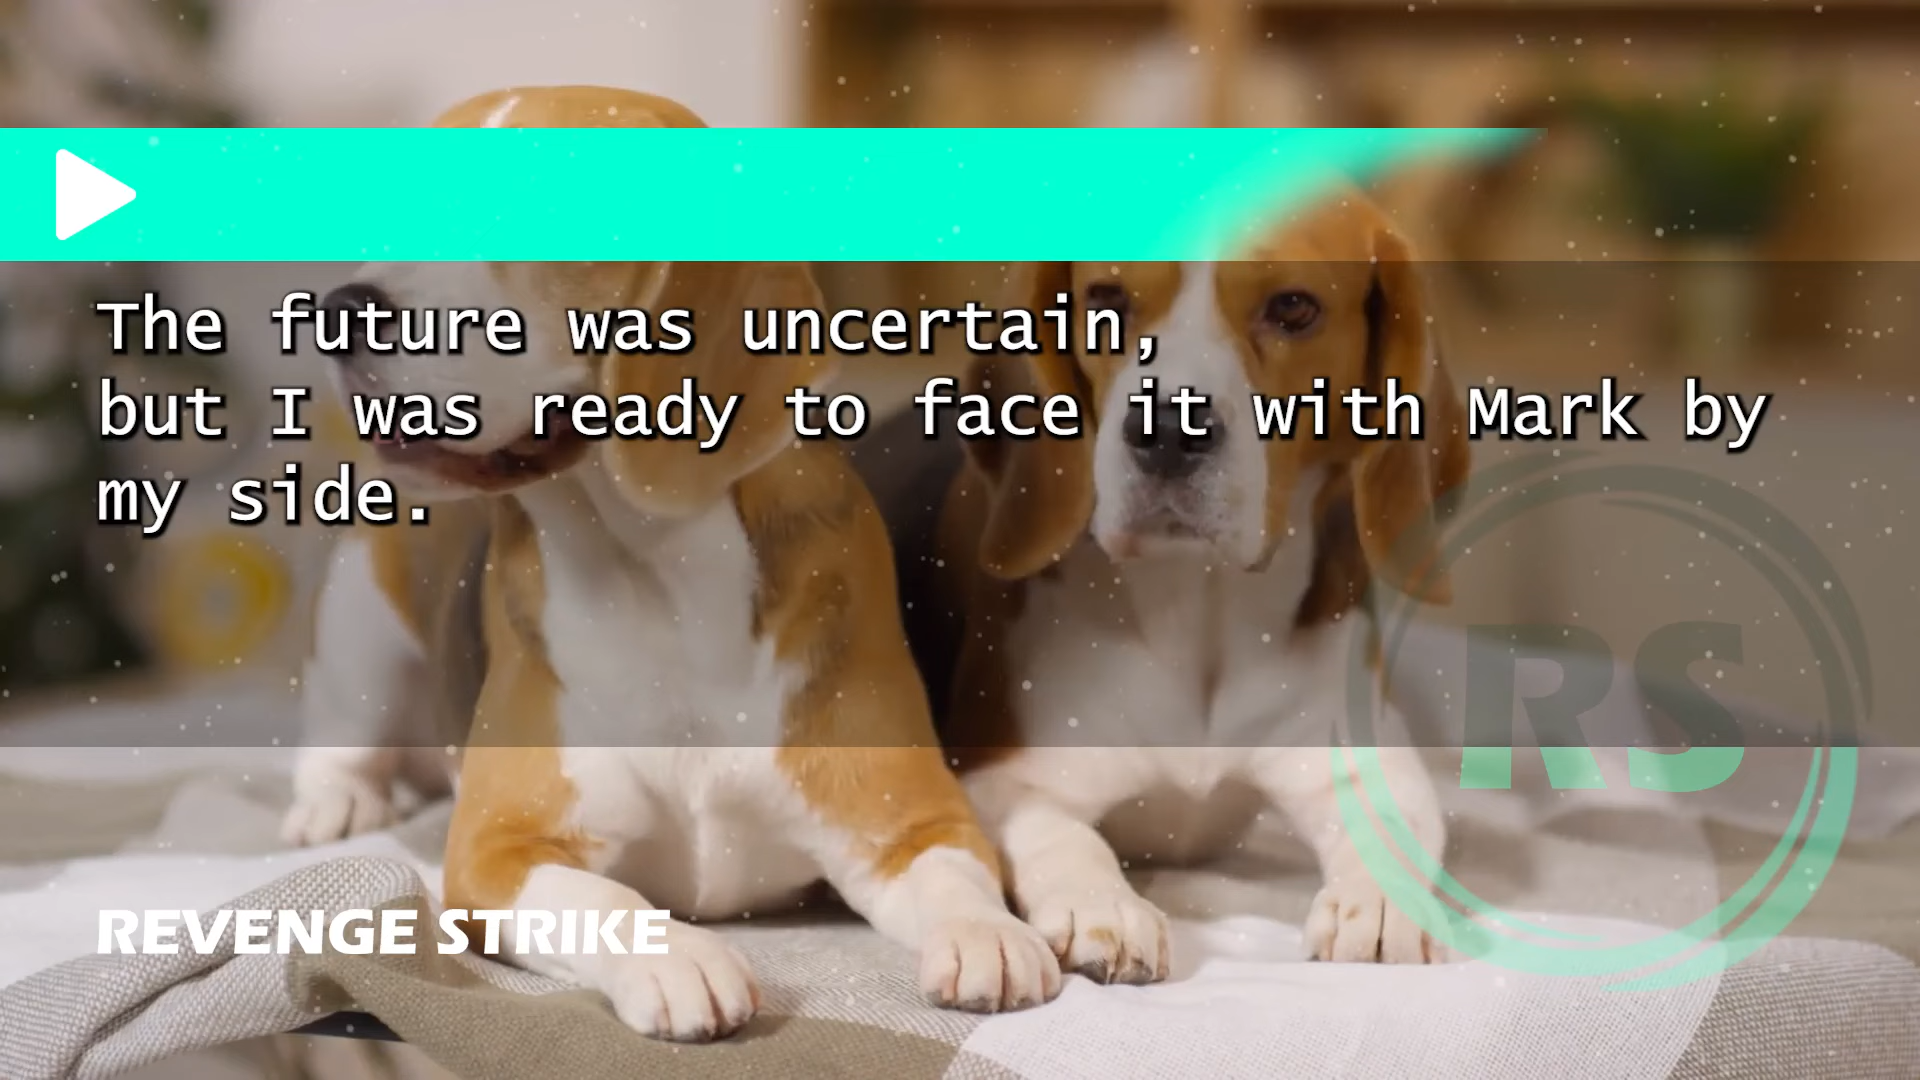 The future was uncertain,
but I was ready to face it with Mark by
my side.
RS
REVENGE STRIKE